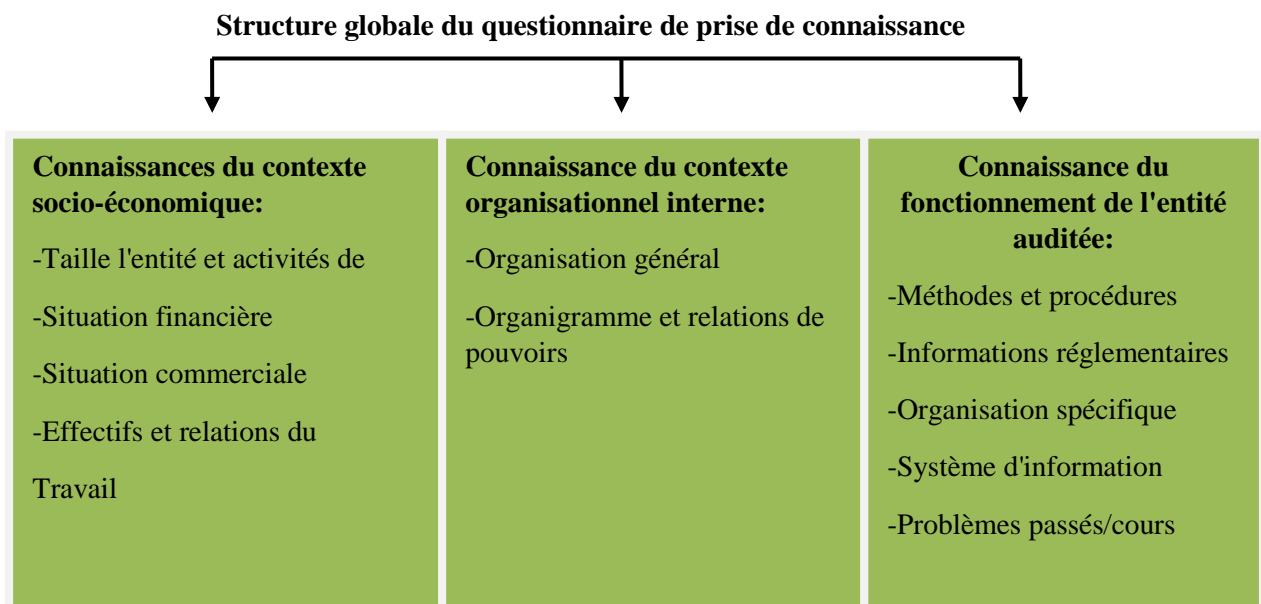 Structure globale du questionnaire de prise de connaissance
Connaissances du contexte
socio-économique:
-Taille l'entité et activités de
-Situation financière
-Situation commerciale
-Effectifs et relations du
Travail
Connaissance du contexte
organisationnel interne:
-Organisation général
-Organigramme et relations de
pouvoirs
Connaissance du
fonctionnement de l'entité
auditée:
-Méthodes et procédures
-Informations réglementaires
-Organisation spécifique
-Système d'information
-Problèmes passés/cours